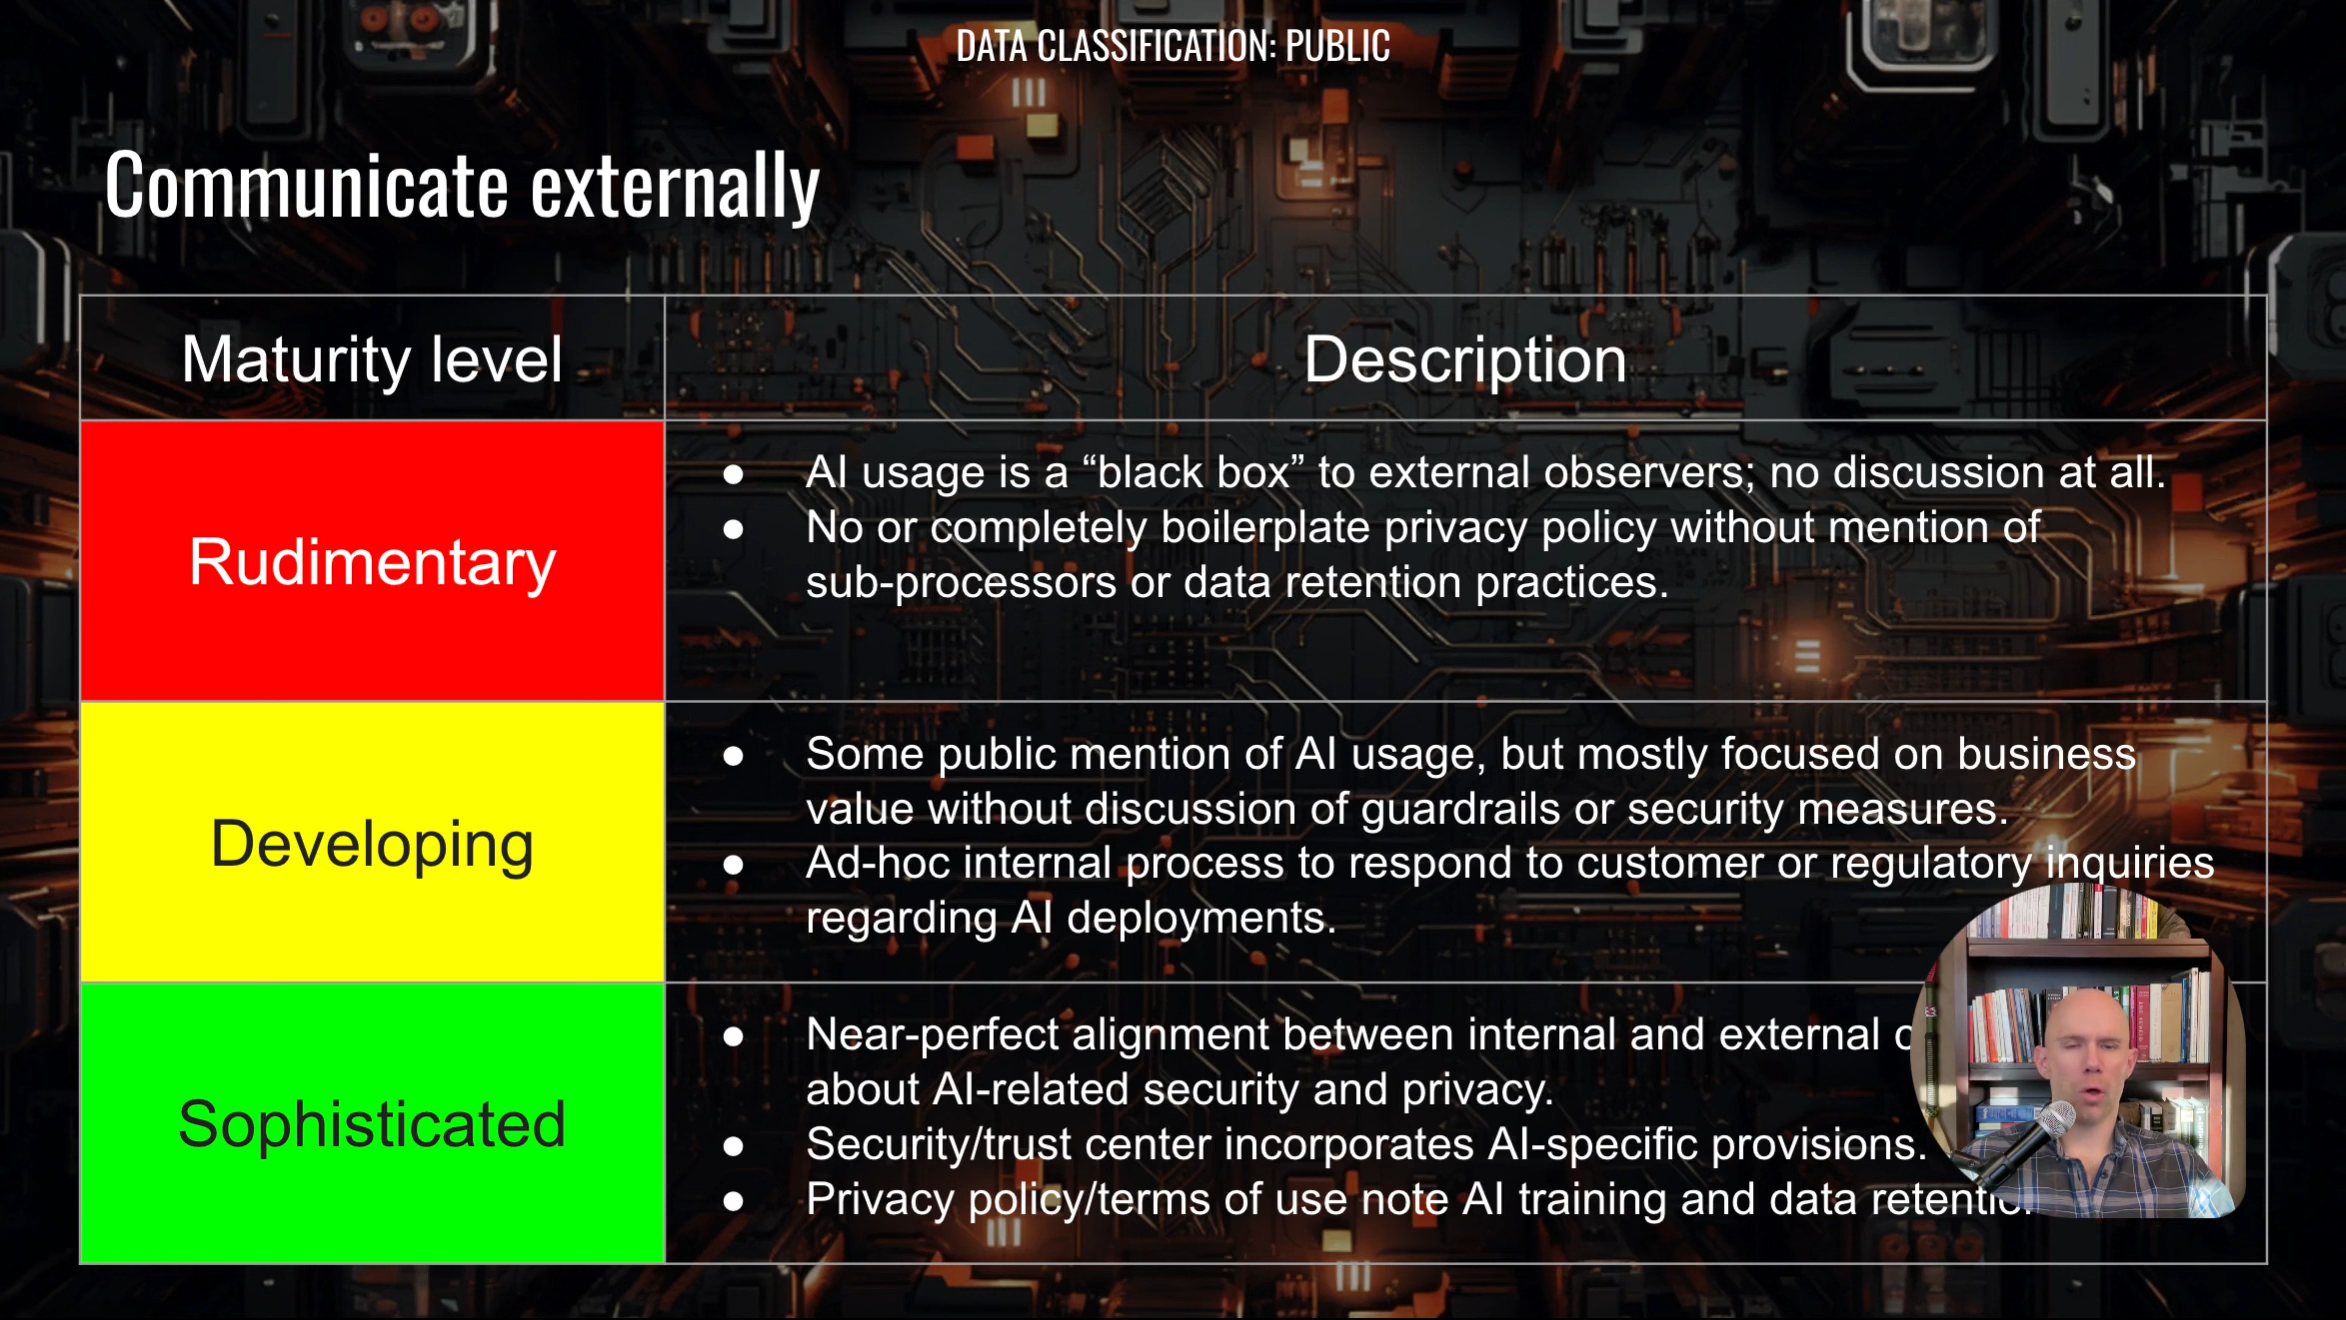 DATA CLASSIFICATION: PUBLIC
Communicate externally
Maturity level
Description
Rudimentary
● AI usage is a “black box” to external observers; no discussion at all.
● No or completely boilerplate privacy policy without mention of
sub-processors or data retention practices.
Developing
● Some public mention of AI usage, but mostly focused on business
value without discussion of guardrails or security measures.
● Ad-hoc internal process to respond to customer or regulatory inquiries
regarding AI deployments.
Sophisticated
● Near-perfect alignment between internal and external
about AI-related security and privacy.
● Security/trust center incorporates AI-specific provisions.
● Privacy policy/terms of use note AI training and data